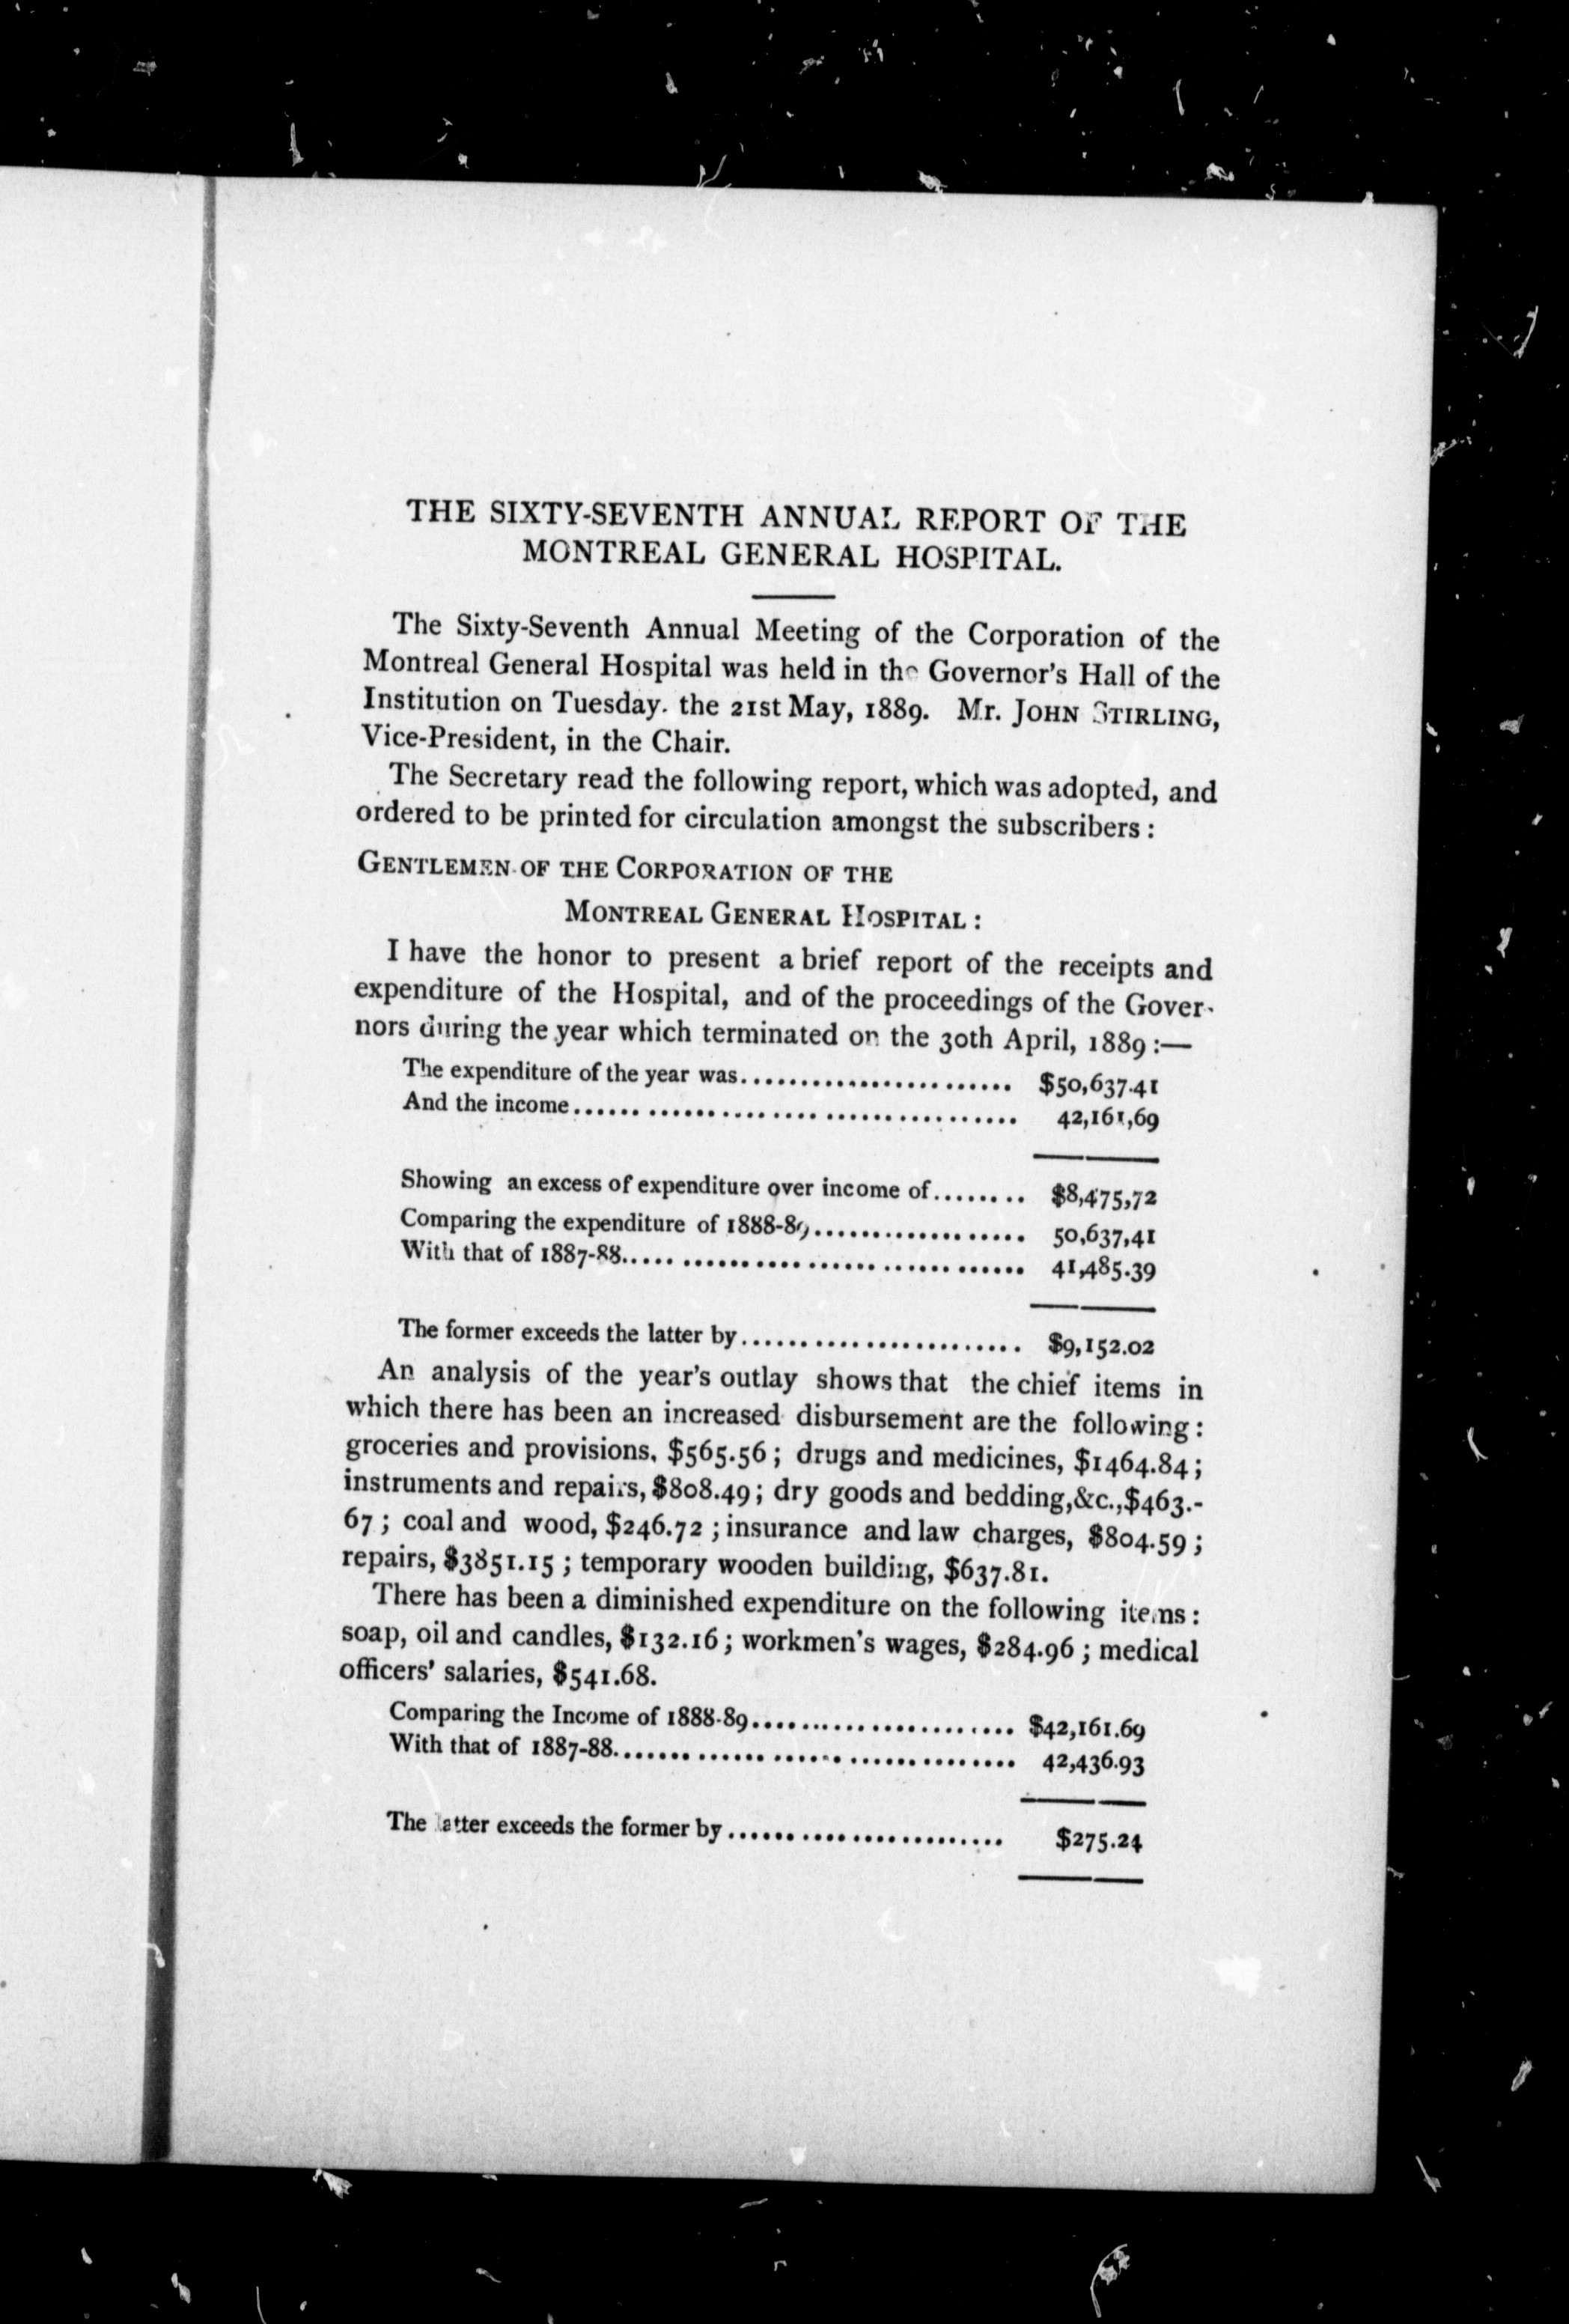 THE SIXTY-SEVENTH ANNUAL REPORT OF THE
MONTREAL GENERAL HOSPITAL.
The Sixty-Seventh Annual Meeting of the Corporation of the
Montreal General Hospital was held in the Governor's Hall of the
Institution on Tuesday. the 21st May, 1889. Mr. JOHN STIRLING,
Vice-President, in the Chair.
The Secretary read the following report, which was adopted, and
ordered to be printed for circulation amongst the subscribers :
GENTLEMEN OF THE CORPORATION OF THE
MONTREAL GENERAL HOSPITAL :
I have the honor to present a brief report of the receipts and
expenditure of the Hospital, and of the proceedings of the Gover-
nors during the year which terminated on the 30th April, 1889 :—
The expenditure of the year was........................ $50,637.41
And the income........................................ 42,161,69
Showing an excess of expenditure over income of........ $8,475,72
Comparing the expenditure of 1888-89................... 50,637,41
With that of 1887-88................................... 41,485.39
The former exceeds the latter by........................ $9,152.02
An analysis of the year's outlay shows that the chief items in
which there has been an increased disbursement are the following :
groceries and provisions, $565.56 ; drugs and medicines, $1464.84 ;
instruments and repairs, $808.49 ; dry goods and bedding,&c.,$463.-
67 ; coal and wood, $246.72 ; insurance and law charges, $804.59 ;
repairs, $3851.15 ; temporary wooden building, $637.81.
There has been a diminished expenditure on the following items :
soap, oil and candles, $132.16 ; workmen's wages, $284.96 ; medical
officers' salaries, $541.68.
Comparing the Income of 1888-89........................ $42,161.69
With that of 1887-88................................... 42,436.93
The latter exceeds the former by........................ $275.24